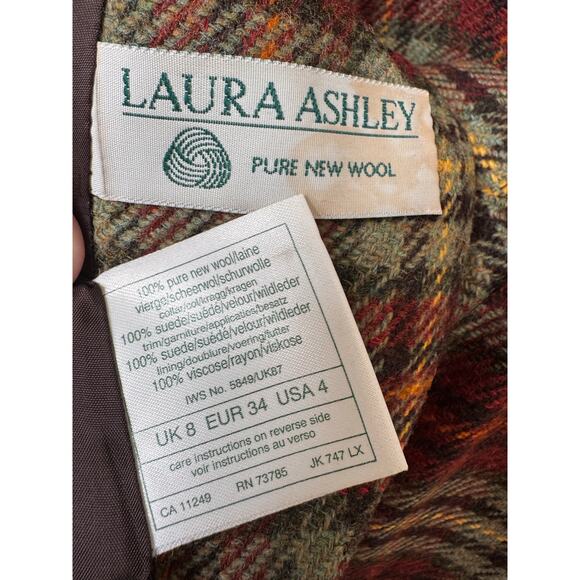 LAURA ASHLEY
PURE NEW WOOL
100% pure new wool/laine
vierge/scheerwol/schurwolle
collar/col/kragg/kragen
100% suede/suédé/velour/wildleder
trim/garniture/applicaties/besatz
100% suede/suédé/velour/wildleder
lining/doublure/voering/futter
100% viscose/rayon/viskose
IWS No. 5849/UK87
UK 8 EUR 34 USA 4
care instructions on reverse side
voir instructions au verso
CA 11249 RN 73785 JK 747 LX